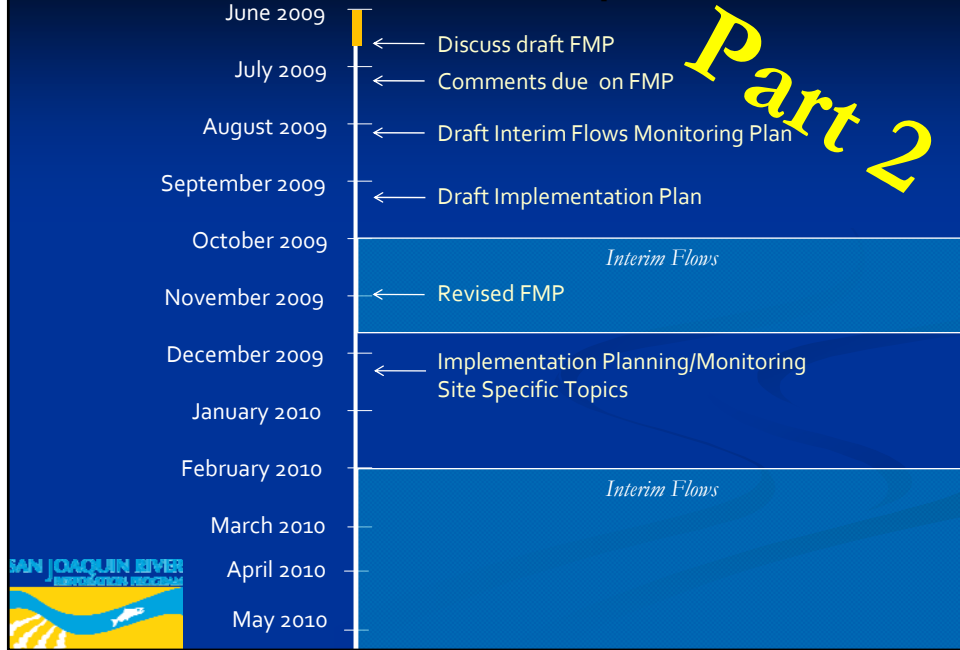 Part 2
June 2009
Discuss draft FMP
July 2009
Comments due on FMP
August 2009
Draft Interim Flows Monitoring Plan
September 2009
Draft Implementation Plan
October 2009
Interim Flows
November 2009
Revised FMP
December 2009
Implementation Planning/Monitoring
Site Specific Topics
January 2010
February 2010
Interim Flows
March 2010
April 2010
May 2010
SAN JOAQUIN RIVER
RESTORATION PROGRAM